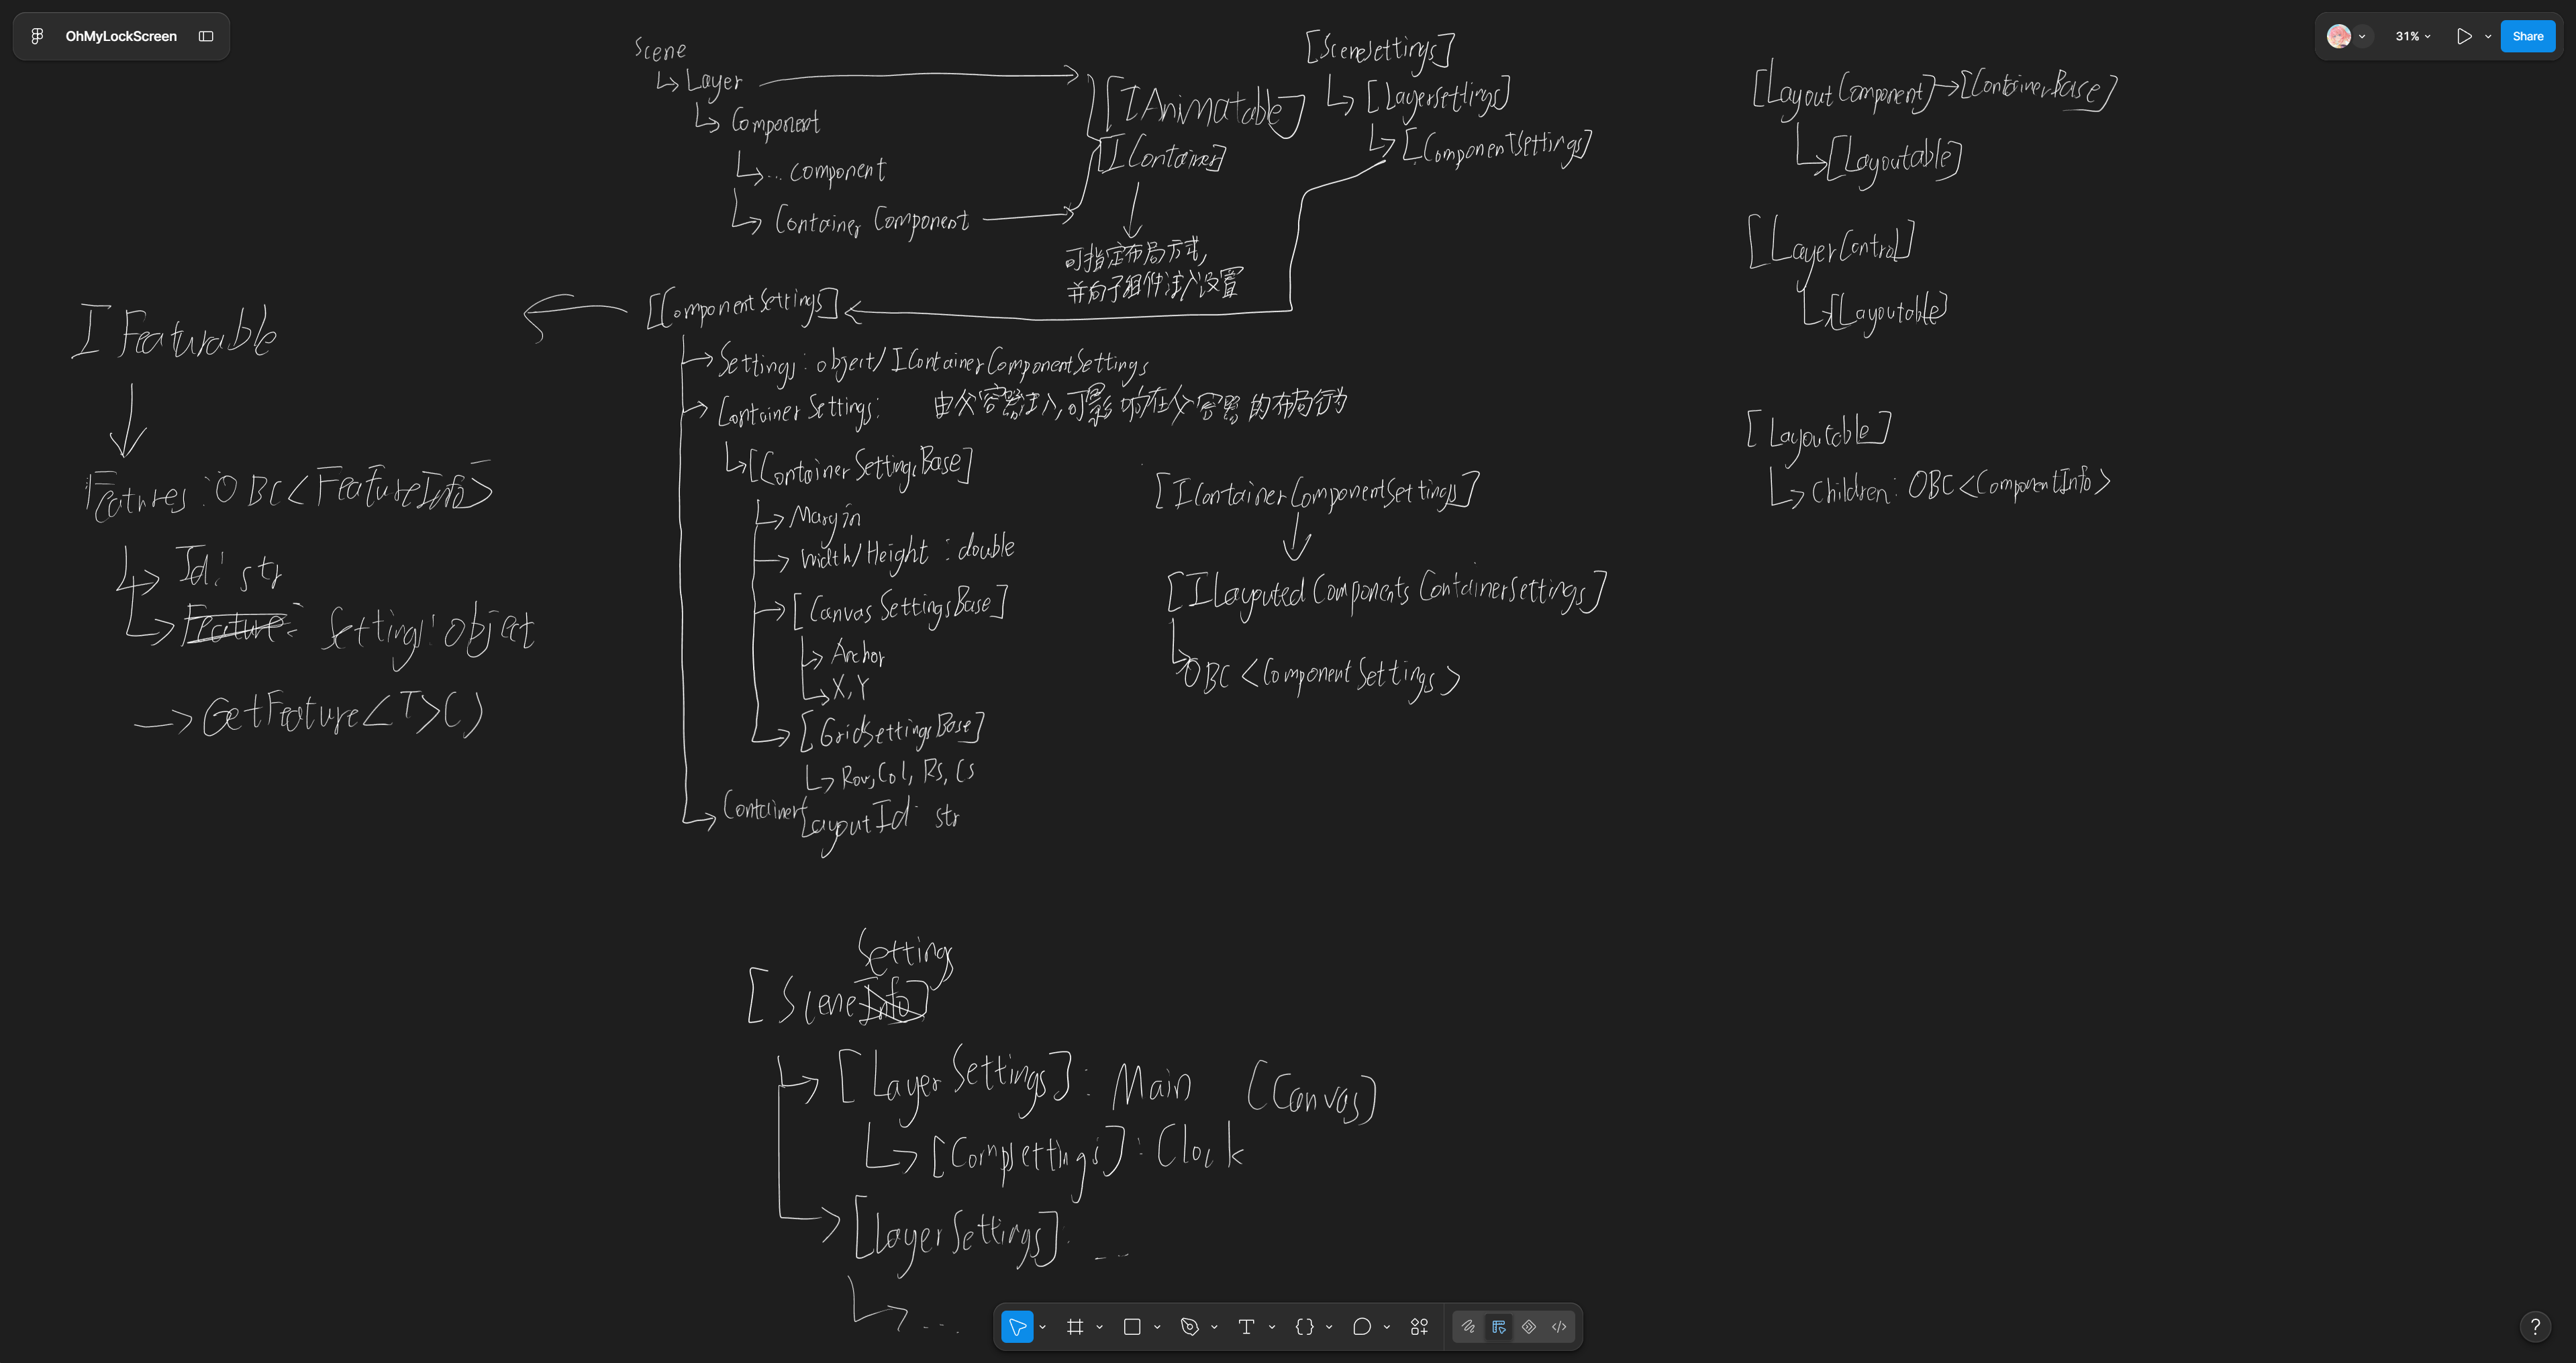 OhMyLockScreen
31%
Share
Scene
Layer
Component
... component
Container Component
[IAnimatable]
[IContainer]
可指定布局方式,
并向子组件注入设置
[SceneSettings]
[LayerSettings]
[ComponentSettings]
[LayoutComponent]→[ContainerBase]
[Layoutable]
[LayerControl]
[Layoutable]
[Layoutable]
Children: OBC<ComponentInfo>
IFeaturable
Features: OBC<FeatureInfo>
Id: str
Feature: Settings: object
→ GetFeature<T>()
[ComponentSettings]
Settings: object/IContainerComponentSettings
Container Settings: 由父容器注入,可影响在父容器的布局行为
[ContainerSettingsBase]
Margin
Width/Height: double
[Canvas SettingsBase]
Anchor
X,Y
[GridSettingsBase]
Row, Col, RS, CS
ContainerLayoutId: str
[IContainerComponentSettings]
[ILayoutedComponentsContainerSettings]
OBC<ComponentSettings>
Setting
[SceneInfo]
[LayerSettings]: Main (Canvas)
[CompSettings]: Clock
[LayerSettings]: ...
...
?